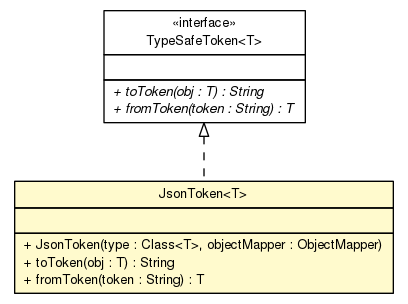 «interface»
TypeSafeToken<T>
+ toToken(obj : T) : String
+ fromToken(token : String) : T
JsonToken<T>
+ JsonToken(type : Class<T>, objectMapper : ObjectMapper)
+ toToken(obj : T) : String
+ fromToken(token : String) : T